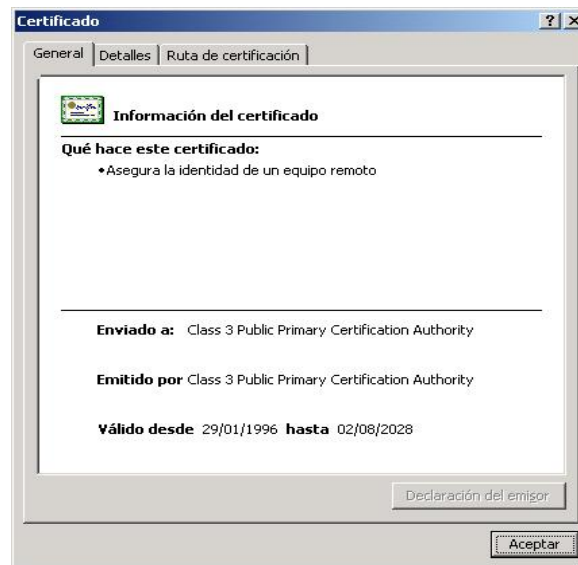 Certificado
General Detalles Ruta de certificación
Información del certificado
Qué hace este certificado:
•Asegura la identidad de un equipo remoto
Enviado a: Class 3 Public Primary Certification Authority
Emitido por Class 3 Public Primary Certification Authority
Válido desde 29/01/1996 hasta 02/08/2028
Declaración del emisor
Aceptar